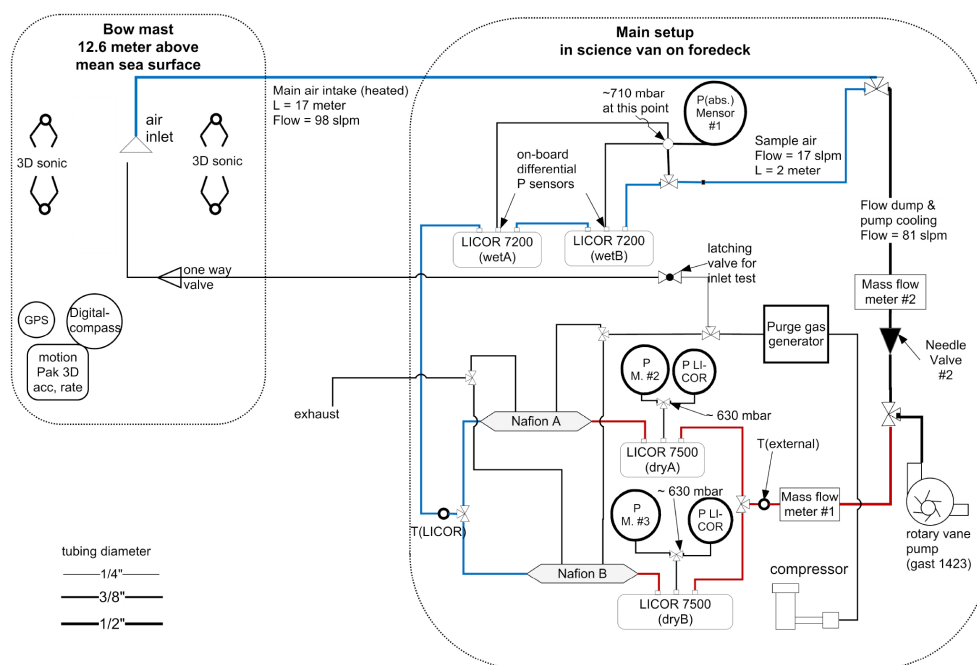 Bow mast
12.6 meter above
mean sea surface
Main setup
in science van on foredeck
Main air intake (heated)
L = 17 meter
Flow = 98 slpm
air
inlet
3D sonic
3D sonic
~710 mbar
at this point
P(abs.)
Mensor
#1
Sample air
Flow = 17 slpm
L = 2 meter
on-board
differential
P sensors
LICOR 7200
(wetA)
LICOR 7200
(wetB)
Flow dump &
pump cooling
Flow = 81 slpm
latching
valve for
inlet test
one way
valve
Mass flow
meter #2
GPS
Digital-
compass
motion
Pak 3D
acc, rate
Purge gas
generator
Needle
Valve
#2
P
M. #2
P LI-
COR
~ 630 mbar
exhaust
Nafion A
LICOR 7500
(dryA)
T(external)
Mass flow
meter #1
~ 630 mbar
P
M. #3
P LI-
COR
T(LICOR)
rotary vane
pump
(gast 1423)
tubing diameter
1/4"
3/8"
1/2"
Nafion B
compressor
LICOR 7500
(dryB)